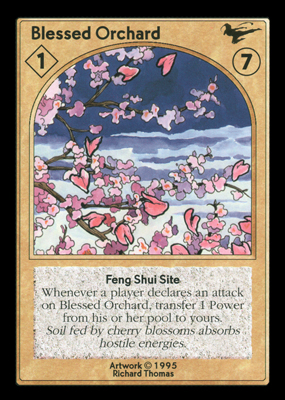 Blessed Orchard
1
7
Feng Shui Site
Whenever a player declares an attack
on Blessed Orchard, transfer 1 Power
from his or her pool to yours.
Soil fed by cherry blossoms absorbs
hostile energies.
Artwork © 1995
Richard Thomas